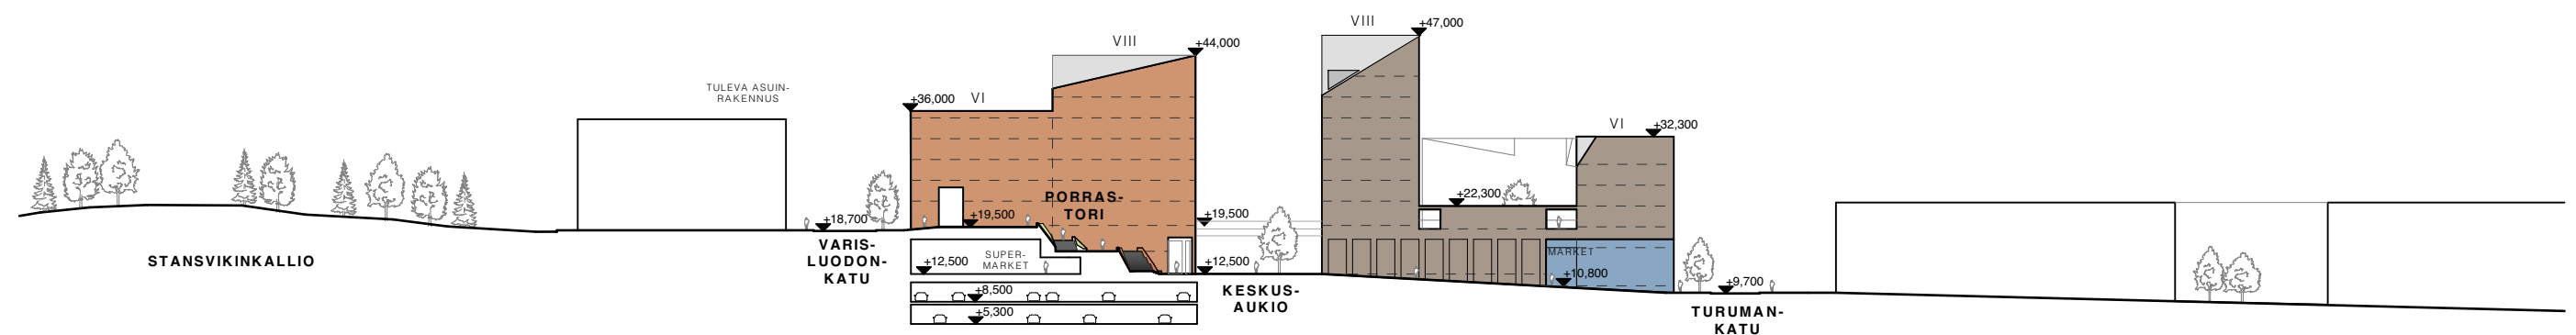 VIII
+47,000
VIII
+44,000
TULEVA ASUIN-
RAKENNUS
+36,000
VI
VI
+32,300
PORRAS-
TORI
+22,300
+18,700
+19,500
+19,500
VARIS-
LUODON-
KATU
STANSVIKINKALLIO
SUPER-
MARKET
+12,500
+12,500
MARKET
+10,800
+9,700
+8,500
+5,300
KESKUS-
AUKIO
TURUMAN-
KATU